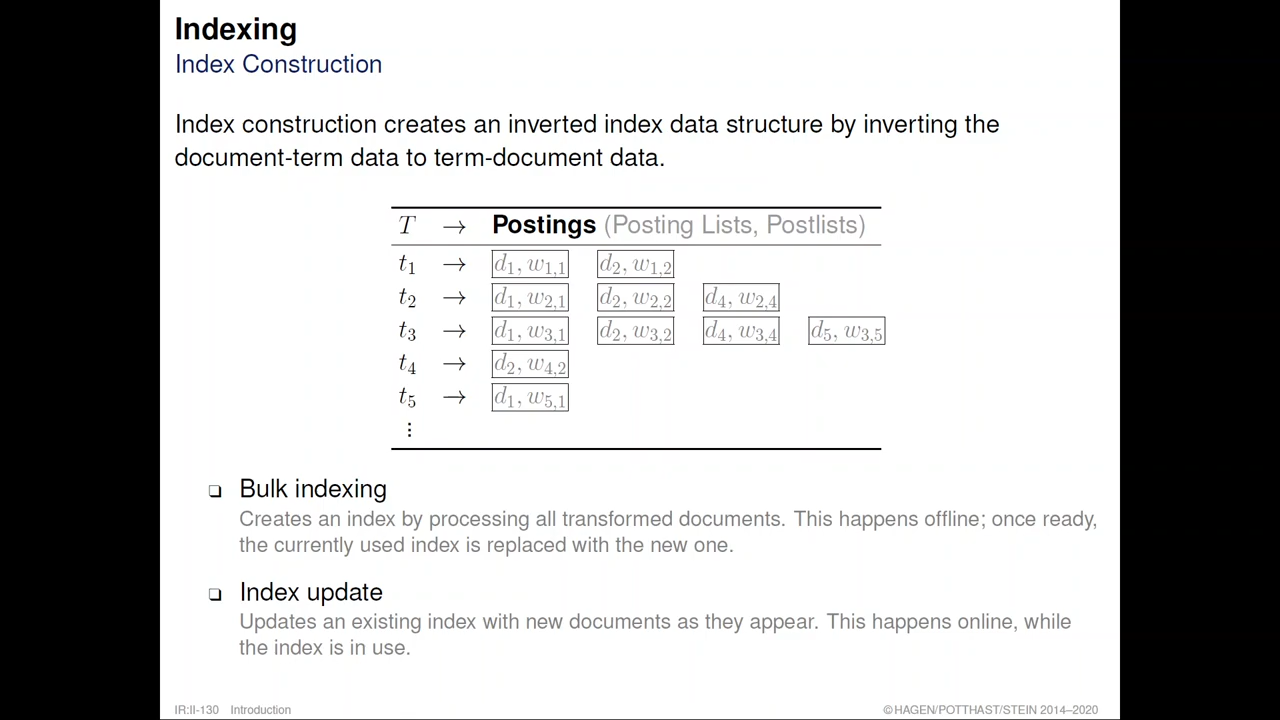 Indexing
Index Construction
Index construction creates an inverted index data structure by inverting the
document-term data to term-document data.
T → Postings (Posting Lists, Postlists)
t1 → d1, w1,1 d2, w1,2
t2 → d1, w2,1 d2, w2,2 d4, w2,4
t3 → d1, w3,1 d2, w3,2 d4, w3,4 d5, w3,5
t4 → d2, w4,2
t5 → d1, w5,1
⋮
❏ Bulk indexing
Creates an index by processing all transformed documents. This happens offline; once ready,
the currently used index is replaced with the new one.
❏ Index update
Updates an existing index with new documents as they appear. This happens online, while
the index is in use.
IR:II-130 Introduction ©HAGEN/POTTHAST/STEIN 2014–2020